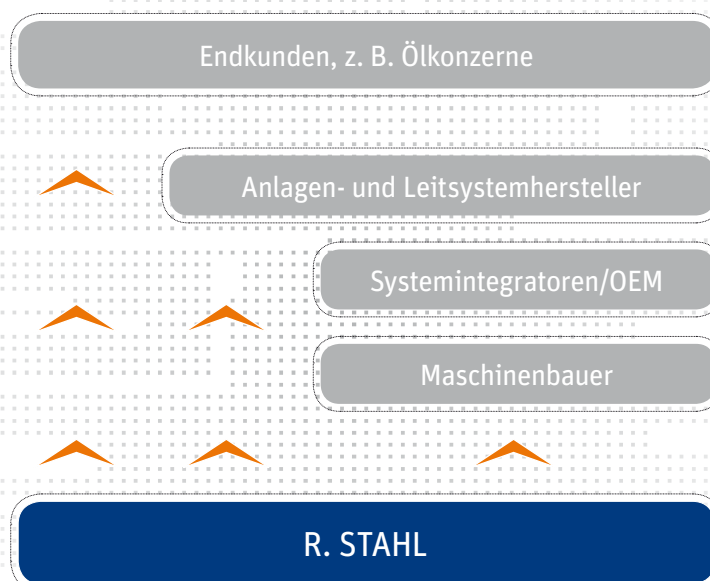 Endkunden, z. B. Ölkonzerne
Anlagen- und Leitsystemhersteller
Systemintegratoren/OEM
Maschinenbauer
R. STAHL